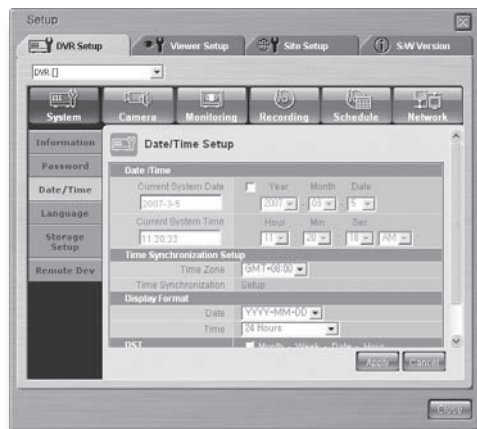 Setup
DVR Setup Viewer Setup Site Setup S/W Version
DVR []
System Camera Monitoring Recording Schedule Network
Information
Password
Date/Time
Language
Storage Setup
Remote Dev
Date/Time Setup
Date /Time
Current System Date Year Month Date
2007-3-5 2007 - 03 - 5
Current System Time Hour Min Sec
11:20:22 11 : 20 : 18 AM
Time Synchronization Setup
Time Zone GMT+08:00
Time Synchronization Setup
Display Format
Date YYYY-MM-DD
Time 24 Hours
DST Month - Week - Date - Hour
Apply Cancel
Close